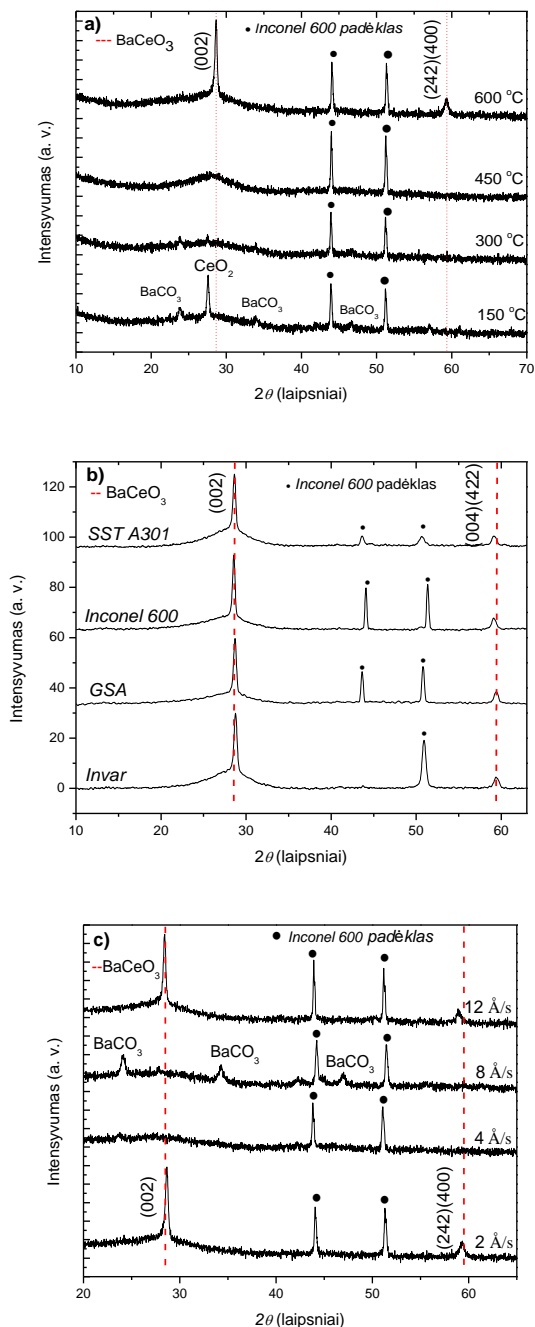 a)
BaCeO3
• Inconel 600 padėklas
(002)
(242)(400)
600 °C
450 °C
300 °C
CeO2
BaCO3
BaCO3
BaCO3
150 °C
10 20 30 40 50 60 70
2θ (laipsniai)
Intensyvumas (a. v.)
b)
BaCeO3
• Inconel 600 padėklas
(002)
(004)(422)
SST A301
Inconel 600
GSA
Invar
120
100
80
60
40
20
0
10 20 30 40 50 60
2θ (laipsniai)
Intensyvumas (a. v.)
c)
● Inconel 600 padėklas
BaCeO3
12 Å/s
BaCO3
BaCO3
BaCO3
8 Å/s
4 Å/s
(002)
(242)(400)
2 Å/s
20 30 40 50 60
2θ (laipsniai)
Intensyvumas (a. v.)